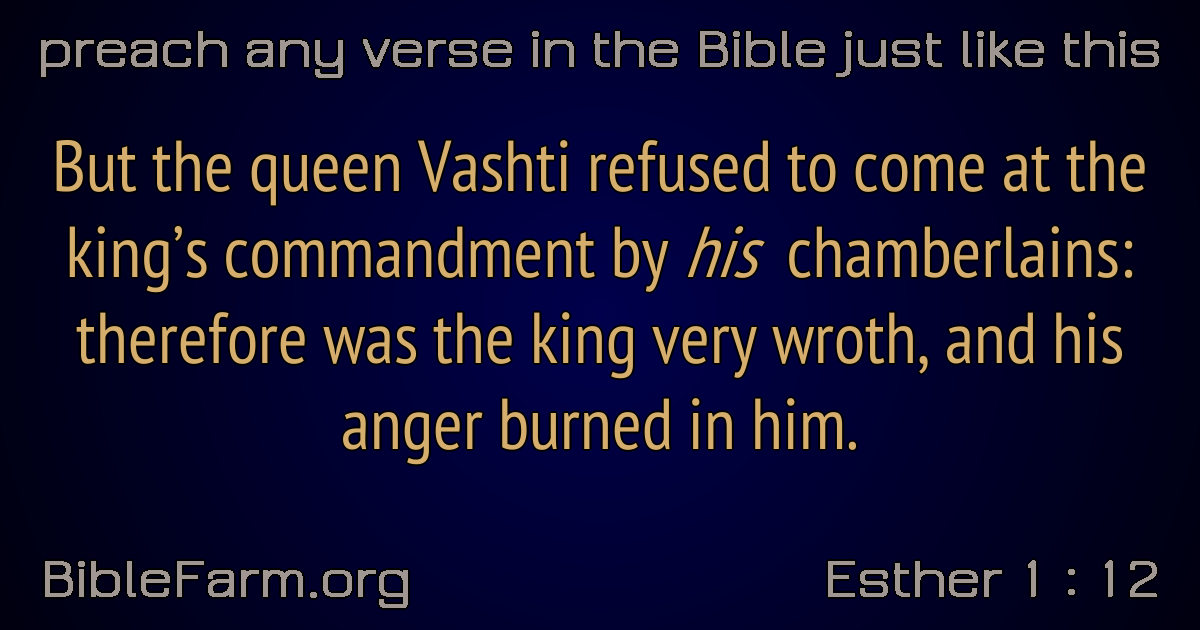 preach any verse in the Bible just like this
But the queen Vashti refused to come at the
king’s commandment by his chamberlains:
therefore was the king very wroth, and his
anger burned in him.
BibleFarm.org
Esther 1 : 12